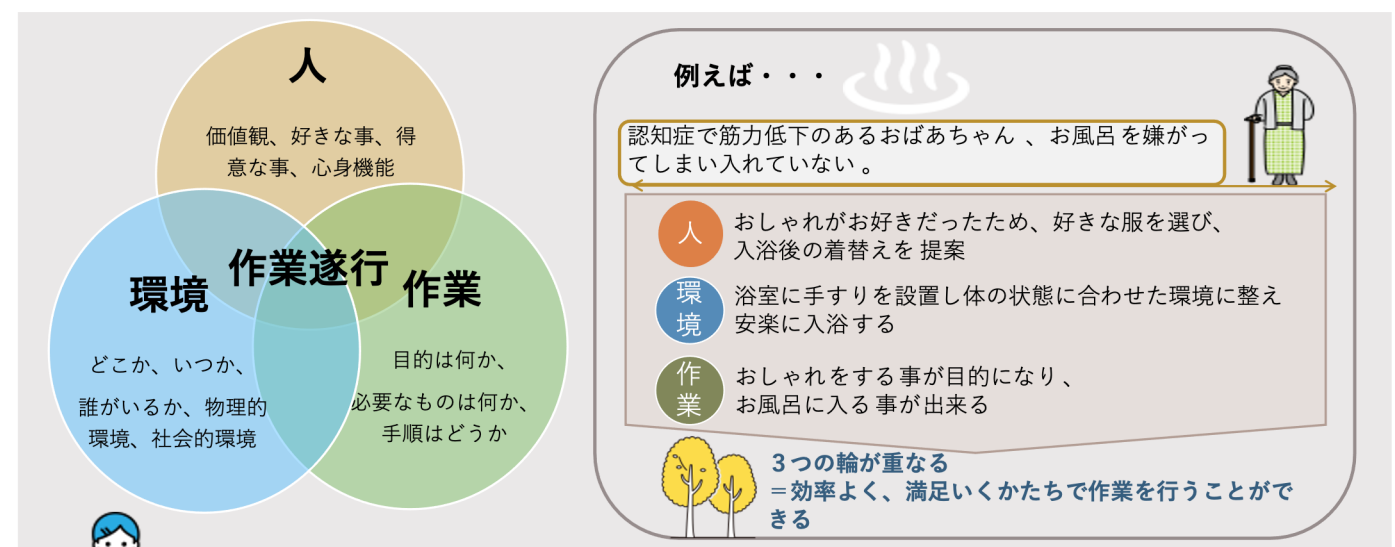 人
価値観、好きな事、得
意な事、心身機能
作業遂行
環境
作業
どこか、いつか、
誰がいるか、物理的
環境、社会的環境
目的は何か、
必要なものは何か、
手順はどうか
例えば・・・
認知症で筋力低下のあるおばあちゃん 、お風呂を嫌がっ
てしまい入れていない 。
人
おしゃれがお好きだったため、好きな服を選び、
入浴後の着替えを 提案
環
境
浴室に手すりを設置し体の状態に合わせた環境に整え
安楽に入浴する
作
業
おしゃれをする事が目的になり、
お風呂に入る事が出来る
３つの輪が重なる
＝効率よく、満足いくかたちで作業を行うことがで
きる